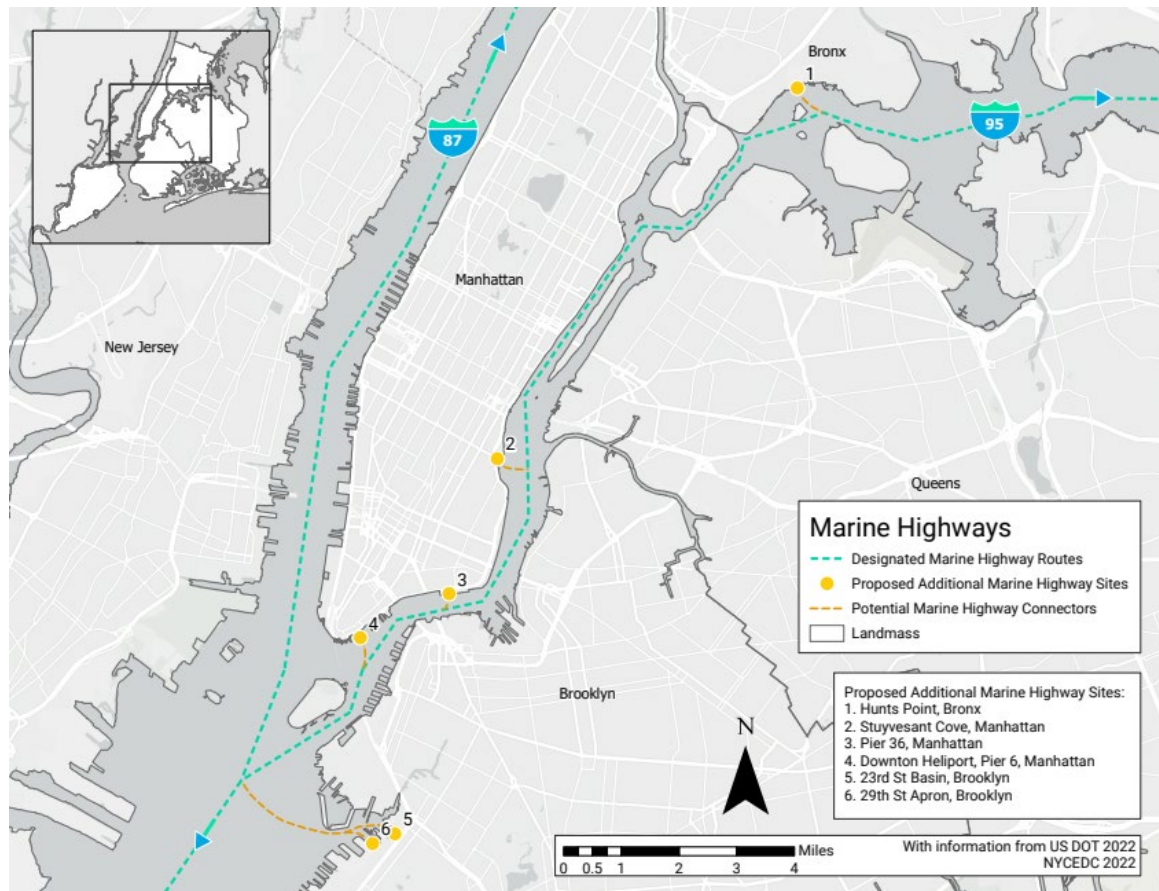 Bronx
1
87
95
Manhattan
New Jersey
2
Queens
3
4
Brooklyn
5
6
Marine Highways
Designated Marine Highway Routes
Proposed Additional Marine Highway Sites
Potential Marine Highway Connectors
Landmass
Proposed Additional Marine Highway Sites:
1. Hunts Point, Bronx
2. Stuyvesant Cove, Manhattan
3. Pier 36, Manhattan
4. Downton Heliport, Pier 6, Manhattan
5. 23rd St Basin, Brooklyn
6. 29th St Apron, Brooklyn
N
Miles
0 0.5 1 2 3 4
With information from US DOT 2022
NYCEDC 2022